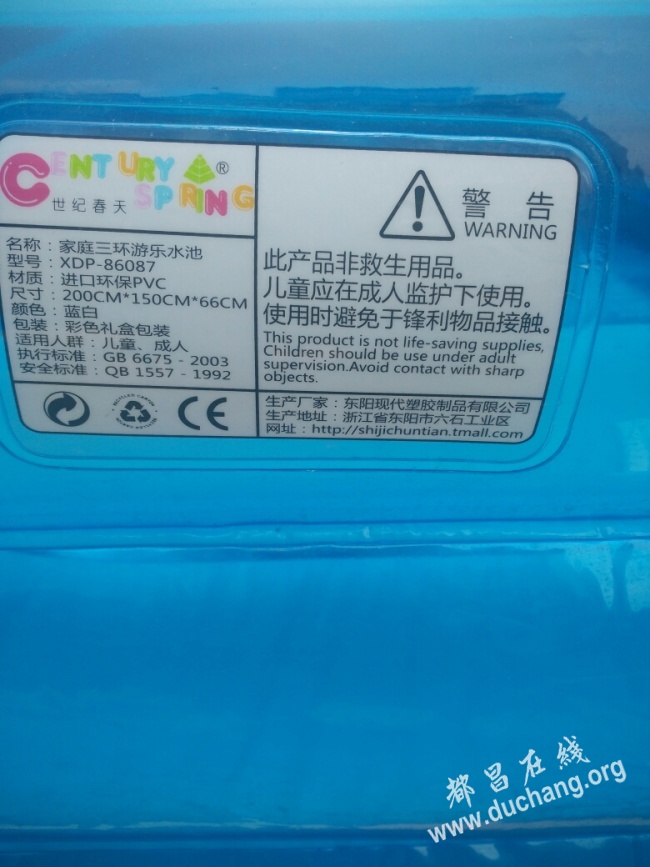 CENTURY SPRING ®
世纪春天
名称：家庭三环游乐水池
型号：XDP-86087
材质：进口环保PVC
尺寸：200CM*150CM*66CM
颜色：蓝白
包装：彩色礼盒包装
适用人群：儿童、成人
执行标准：GB 6675 - 2003
安全标准：QB 1557 - 1992
CE
警 告
WARNING
此产品非救生用品。
儿童应在成人监护下使用。
使用时避免于锋利物品接触。
This product is not life-saving supplies,
Children should be use under adult
supervision.Avoid contact with sharp
objects.
生产厂家：东阳现代塑胶制品有限公司
生产地址：浙江省东阳市六石工业区
网址：http://shijichuntian.tmall.com
都昌在线
www.duchang.org